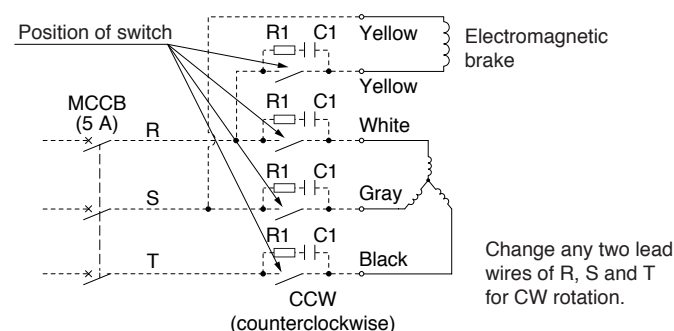 Position of switch
R1 C1
Yellow
Electromagnetic
brake
Yellow
MCCB
(5 A)
R
R1 C1
White
S
R1 C1
Gray
T
R1 C1
Black
Change any two lead
wires of R, S and T
for CW rotation.
CCW
(counterclockwise)